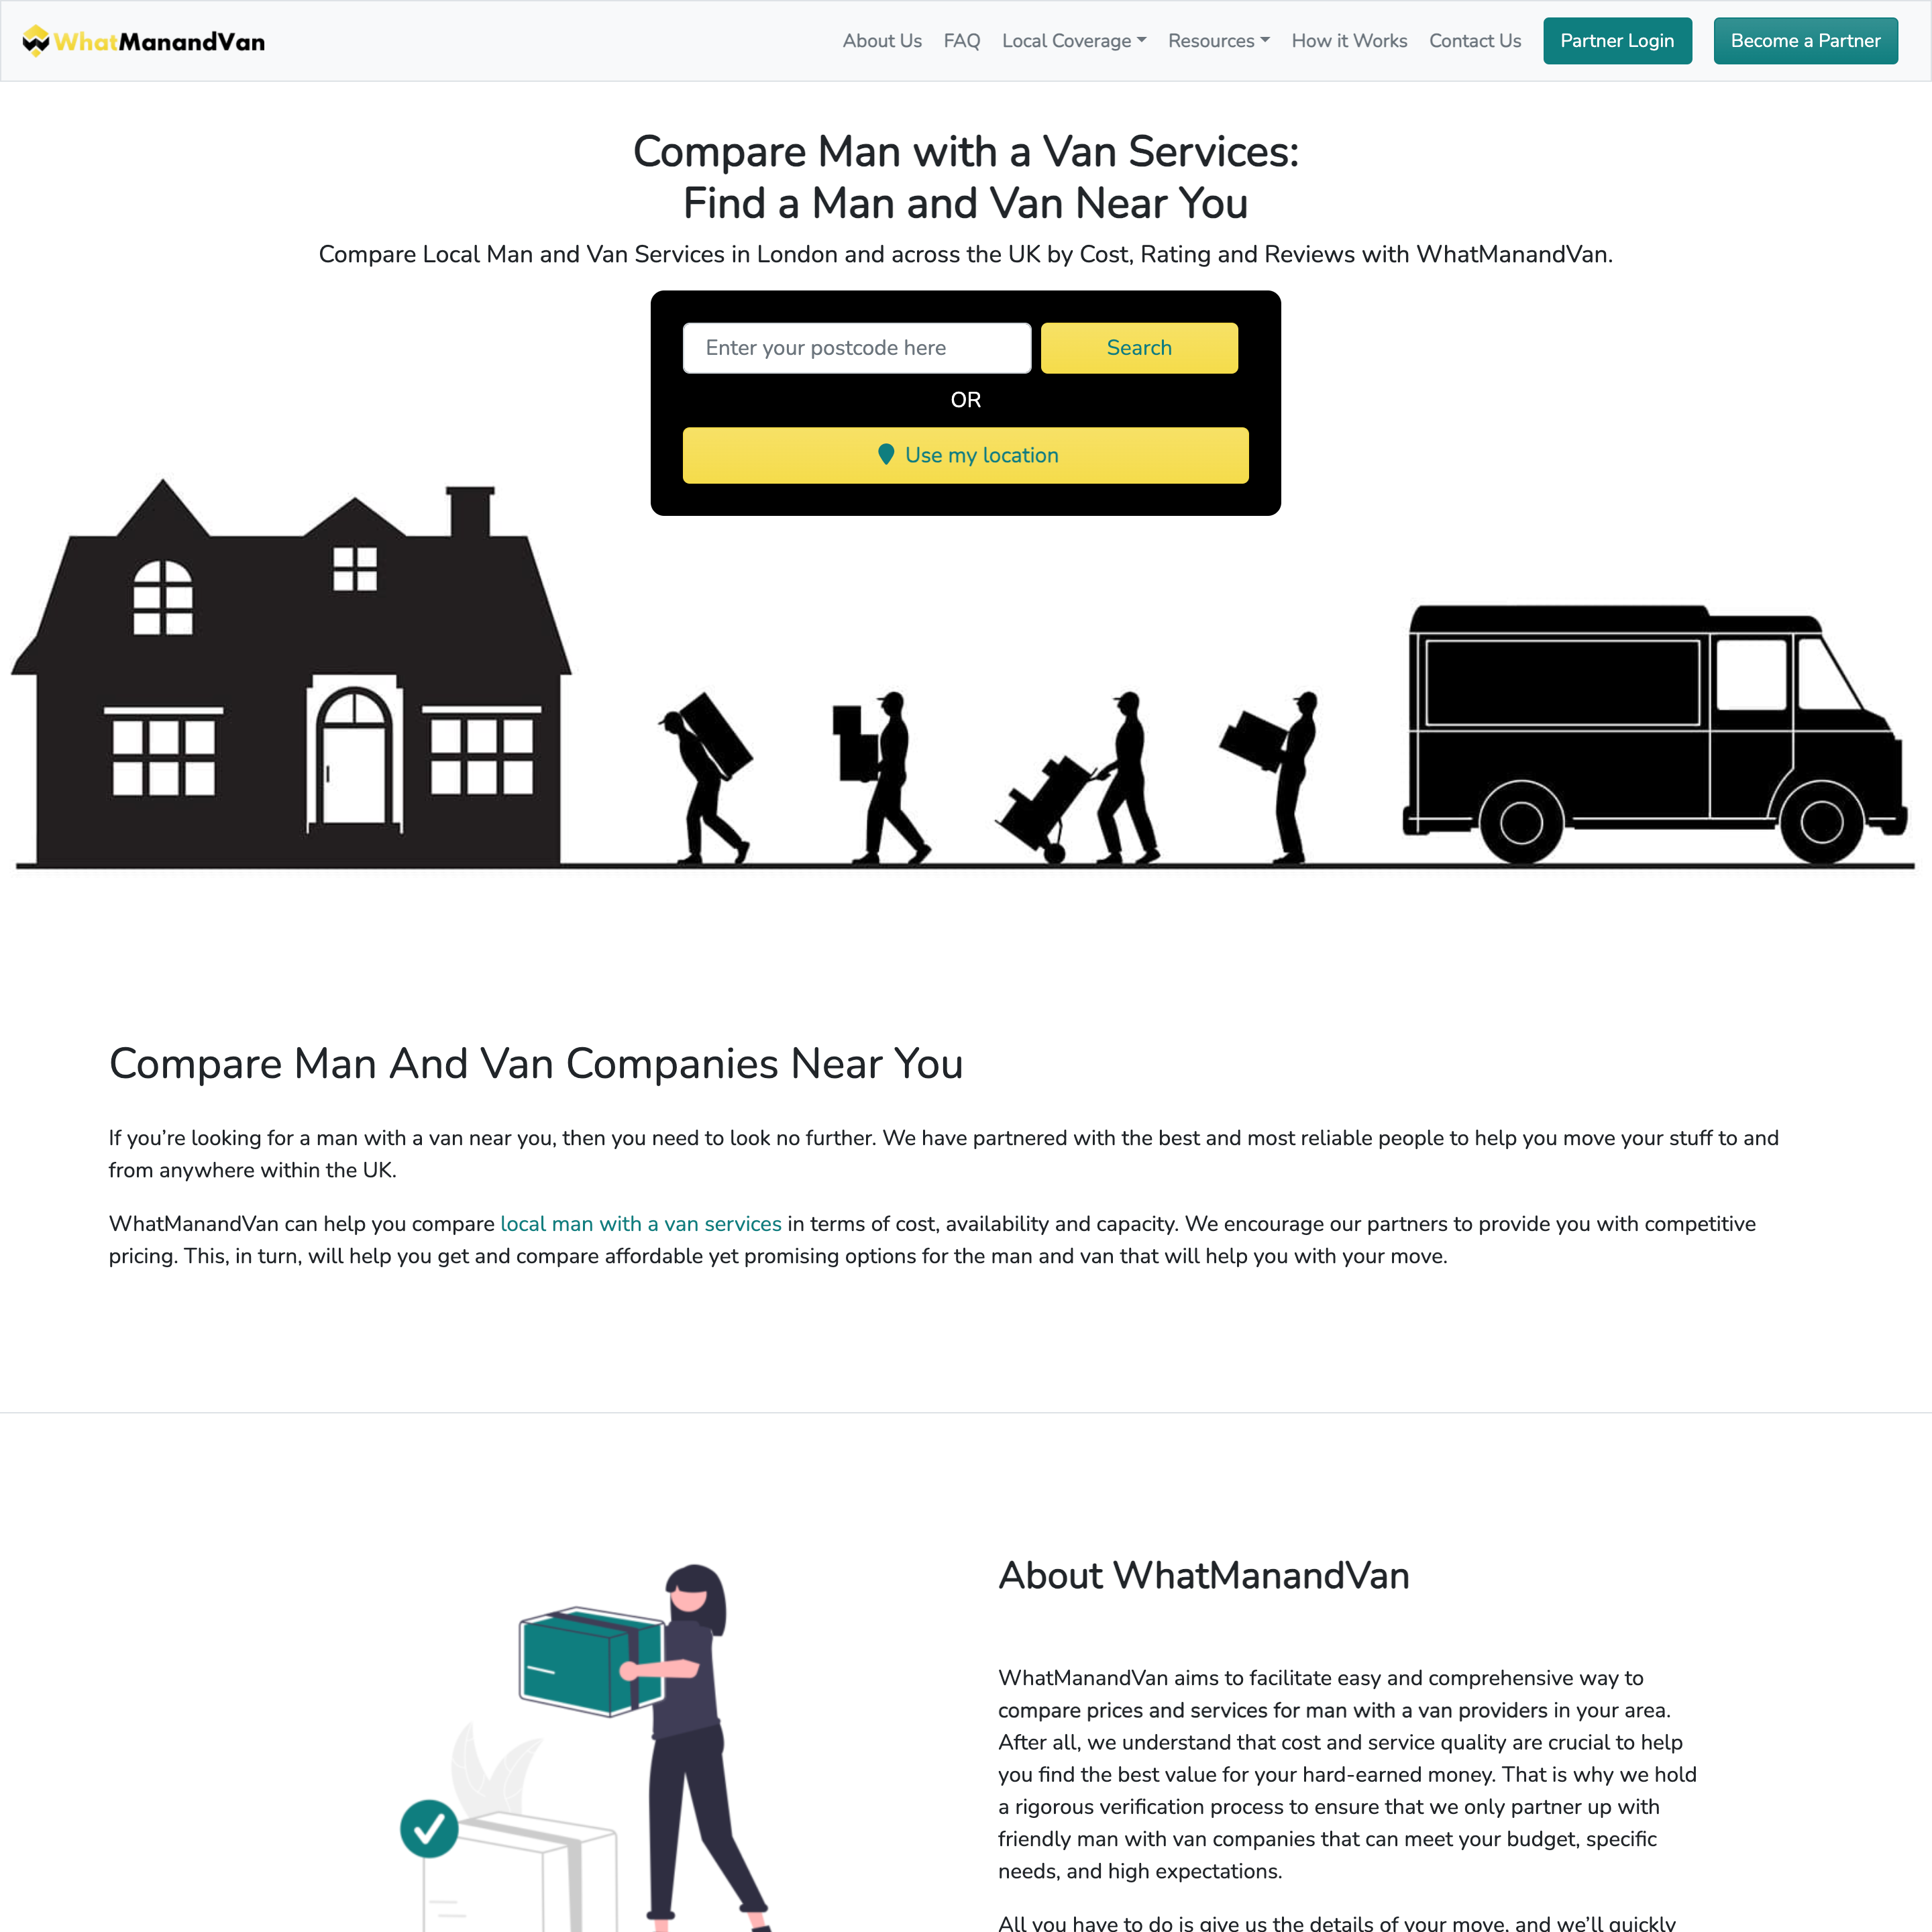 WhatManandVan
About Us
FAQ
Local Coverage
Resources
How it Works
Contact Us
Partner Login
Become a Partner
Compare Man with a Van Services:
Find a Man and Van Near You
Compare Local Man and Van Services in London and across the UK by Cost, Rating and Reviews with WhatManandVan.
Enter your postcode here
Search
OR
Use my location
Compare Man And Van Companies Near You
If you’re looking for a man with a van near you, then you need to look no further. We have partnered with the best and most reliable people to help you move your stuff to and
from anywhere within the UK.
WhatManandVan can help you compare local man with a van services in terms of cost, availability and capacity. We encourage our partners to provide you with competitive
pricing. This, in turn, will help you get and compare affordable yet promising options for the man and van that will help you with your move.
About WhatManandVan
WhatManandVan aims to facilitate easy and comprehensive way to
compare prices and services for man with a van providers in your area.
After all, we understand that cost and service quality are crucial to help
you find the best value for your hard-earned money. That is why we hold
a rigorous verification process to ensure that we only partner up with
friendly man with van companies that can meet your budget, specific
needs, and high expectations.
All you have to do is give us the details of your move, and we’ll quickly